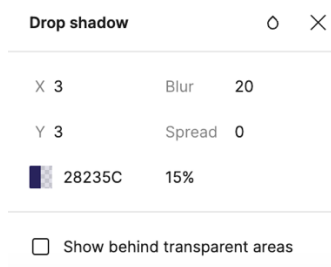 Drop shadow
X 3 Blur 20
Y 3 Spread 0
28235C 15%
Show behind transparent areas